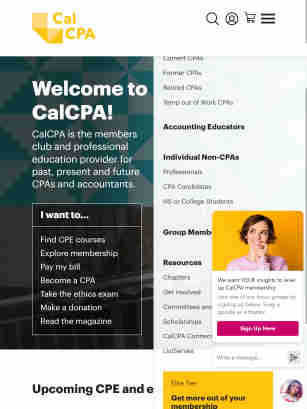 Cal
CPA
Current CPAs
Former CPAs
Retired CPAs
Temp out of Work CPAs
Accounting Educators
Individual Non-CPAs
Professionals
CPA Candidates
HS or College Students
Group Memb
Resources
Chapters
Get Involved
Committees and
Scholarships
CalCPA Connect
ListServes
Elite Tier
Get more out of your
membership
Welcome to
CalCPA!
CalCPA is the members
club and professional
education provider for
past, present and future
CPAs and accountants.
I want to...
Find CPE courses
Explore membership
Pay my bill
Become a CPA
Take the ethics exam
Make a donation
Read the magazine
Upcoming CPE and e
We want YOUR insights to level
up CalCPA membership
Join one of our focus groups by
signing up below. Enjoy a
goodie as a thanks!
Sign Up Here
Write a message...